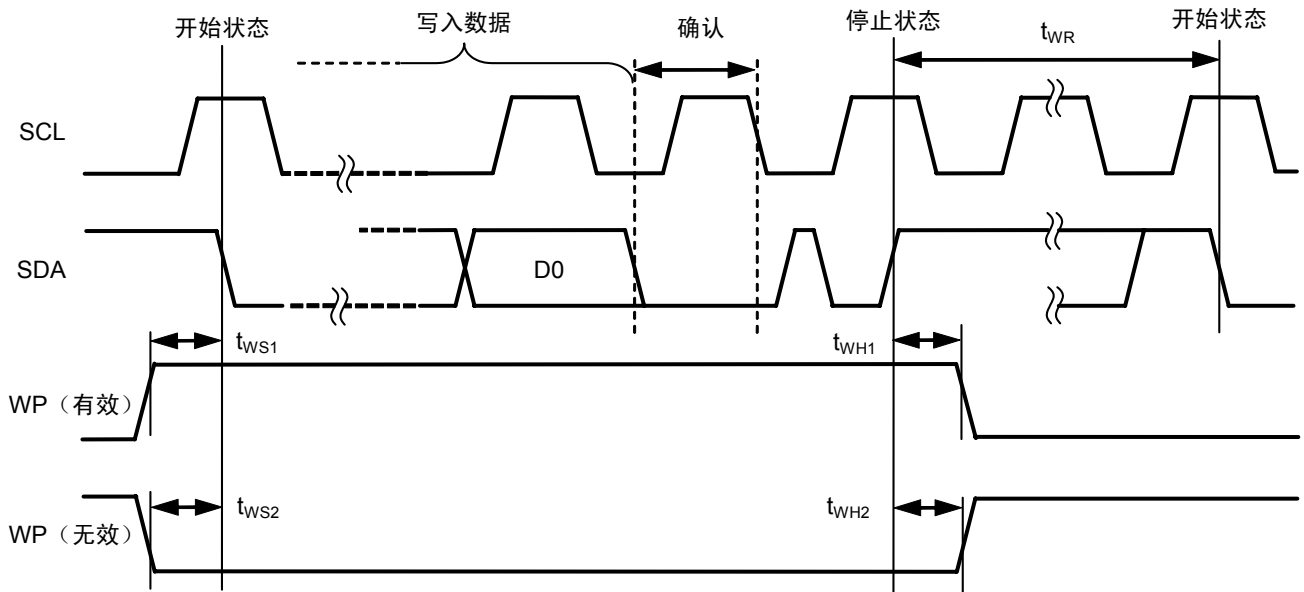 开始状态
写入数据
确认
停止状态
tWR
开始状态
SCL
SDA
D0
tWS1
tWH1
WP（有效）
tWS2
tWH2
WP（无效）